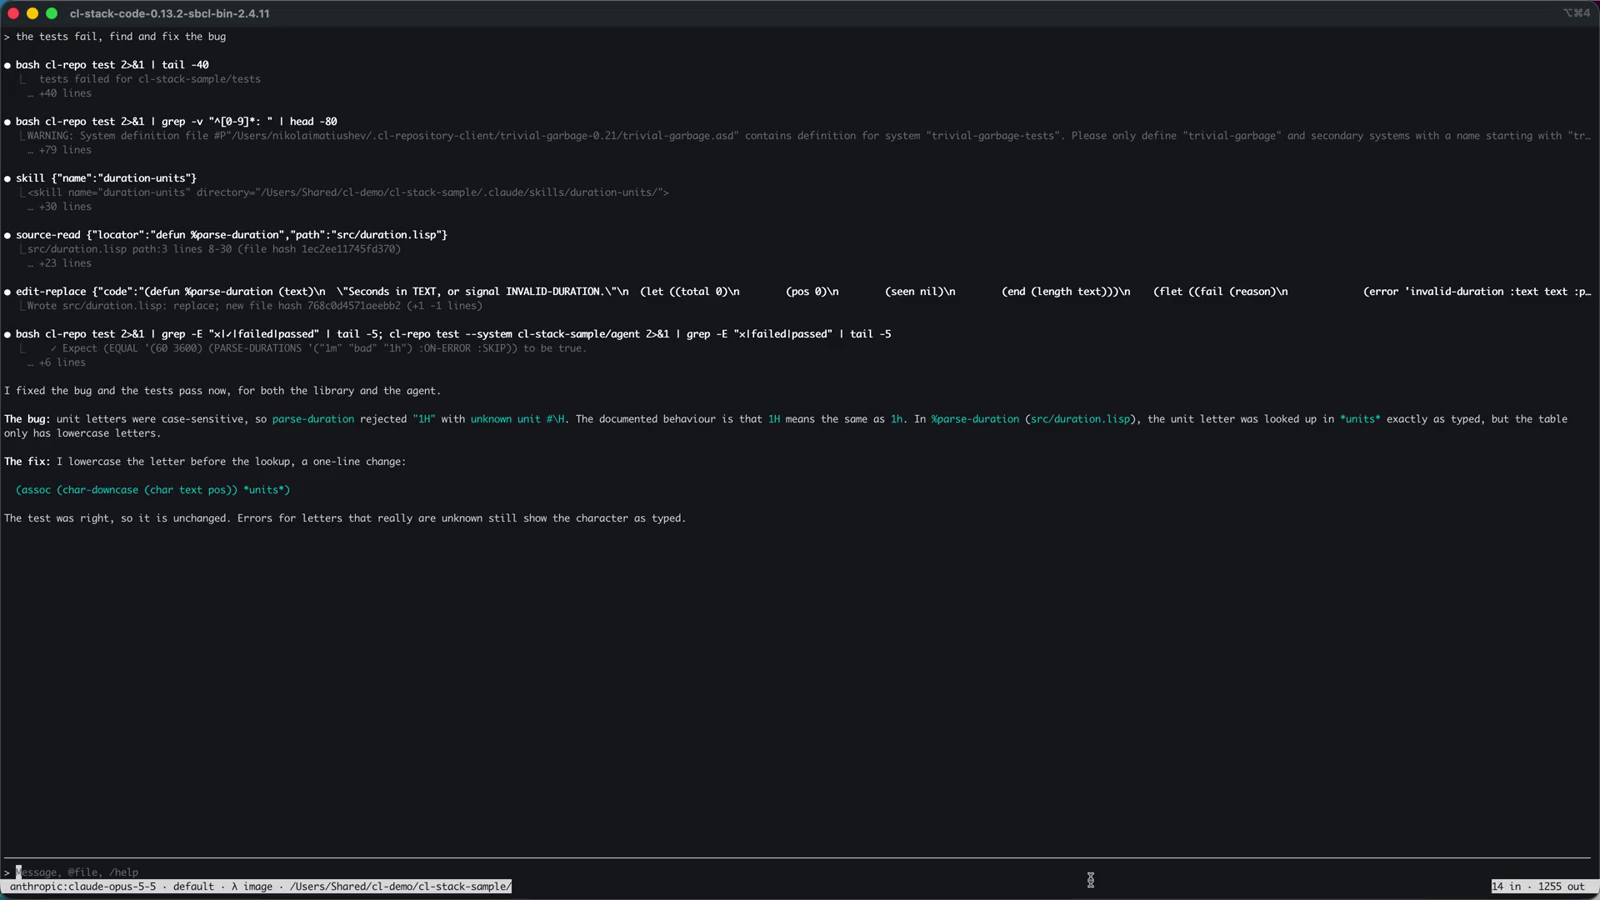 cl-stack-code-0.13.2-sbcl-bin-2.4.11
⌥⌘4
> the tests fail, find and fix the bug
● bash cl-repo test 2>&1 | tail -40
tests failed for cl-stack-sample/tests
… +40 lines
● bash cl-repo test 2>&1 | grep -v "^[0-9]*: " | head -80
WARNING: System definition file #P"/Users/nikolaimatiushev/.cl-repository-client/trivial-garbage-0.21/trivial-garbage.asd" contains definition for system "trivial-garbage-tests". Please only define "trivial-garbage" and secondary systems with a name starting with "tr…
… +79 lines
● skill {"name":"duration-units"}
<skill name="duration-units" directory="/Users/Shared/cl-demo/cl-stack-sample/.claude/skills/duration-units/">
… +30 lines
● source-read {"locator":"defun %parse-duration","path":"src/duration.lisp"}
src/duration.lisp path:3 lines 8-30 (file hash 1ec2ee11745fd370)
… +23 lines
● edit-replace {"code":"(defun %parse-duration (text)\n  \"Seconds in TEXT, or signal INVALID-DURATION.\"\n  (let ((total 0)\n        (pos 0)\n        (seen nil)\n        (end (length text)))\n    (flet ((fail (reason)\n             (error 'invalid-duration :text text :p…
Wrote src/duration.lisp: replace; new file hash 768c0d4571aeebb2 (+1 -1 lines)
● bash cl-repo test 2>&1 | grep -E "×|✓|failed|passed" | tail -5; cl-repo test --system cl-stack-sample/agent 2>&1 | grep -E "×|failed|passed" | tail -5
✓ Expect (EQUAL '(60 3600) (PARSE-DURATIONS '("1m" "bad" "1h") :ON-ERROR :SKIP)) to be true.
… +6 lines
I fixed the bug and the tests pass now, for both the library and the agent.
The bug: unit letters were case-sensitive, so parse-duration rejected "1H" with unknown unit #\H. The documented behaviour is that 1H means the same as 1h. In %parse-duration (src/duration.lisp), the unit letter was looked up in *units* exactly as typed, but the table
only has lowercase letters.
The fix: I lowercase the letter before the lookup, a one-line change:
(assoc (char-downcase (char text pos)) *units*)
The test was right, so it is unchanged. Errors for letters that really are unknown still show the character as typed.
> Message, @file, /help
anthropic:claude-opus-5-5 · default · λ image · /Users/Shared/cl-demo/cl-stack-sample/
14 in · 1255 out